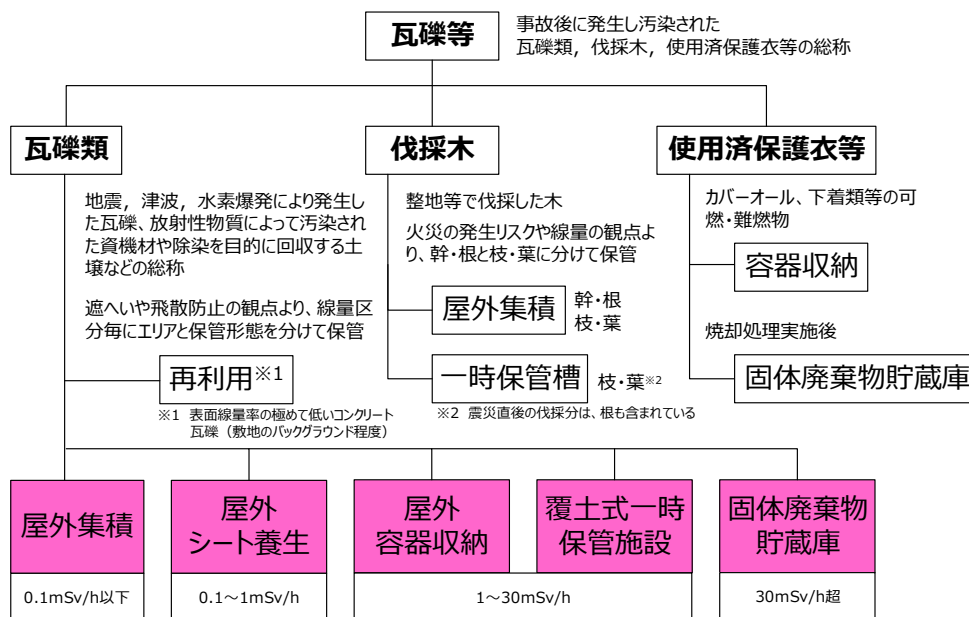 瓦礫等
事故後に発生し汚染された
瓦礫類，伐採木，使用済保護衣等の総称
瓦礫類
地震，津波，水素爆発により発生し
た瓦礫、放射性物質によって汚染され
た資機材や除染を目的に回収する土
壌などの総称
遮へいや飛散防止の観点より、線量区
分毎にエリアと保管形態を分けて保管
再利用※1
※1 表面線量率の極めて低いコンクリート
瓦礫（敷地のバックグラウンド程度）
伐採木
整地等で伐採した木
火災の発生リスクや線量の観点よ
り、幹・根と枝・葉に分けて保管
屋外集積
幹・根
枝・葉
一時保管槽
枝・葉※2
※2 震災直後の伐採分は、根も含まれている
使用済保護衣等
カバーオール、下着類等の可
燃・難燃物
容器収納
焼却処理実施後
固体廃棄物貯蔵庫
屋外集積
0.1mSv/h以下
屋外
シート養生
0.1～1mSv/h
屋外
容器収納
覆土式一時
保管施設
1～30mSv/h
固体廃棄物
貯蔵庫
30mSv/h超